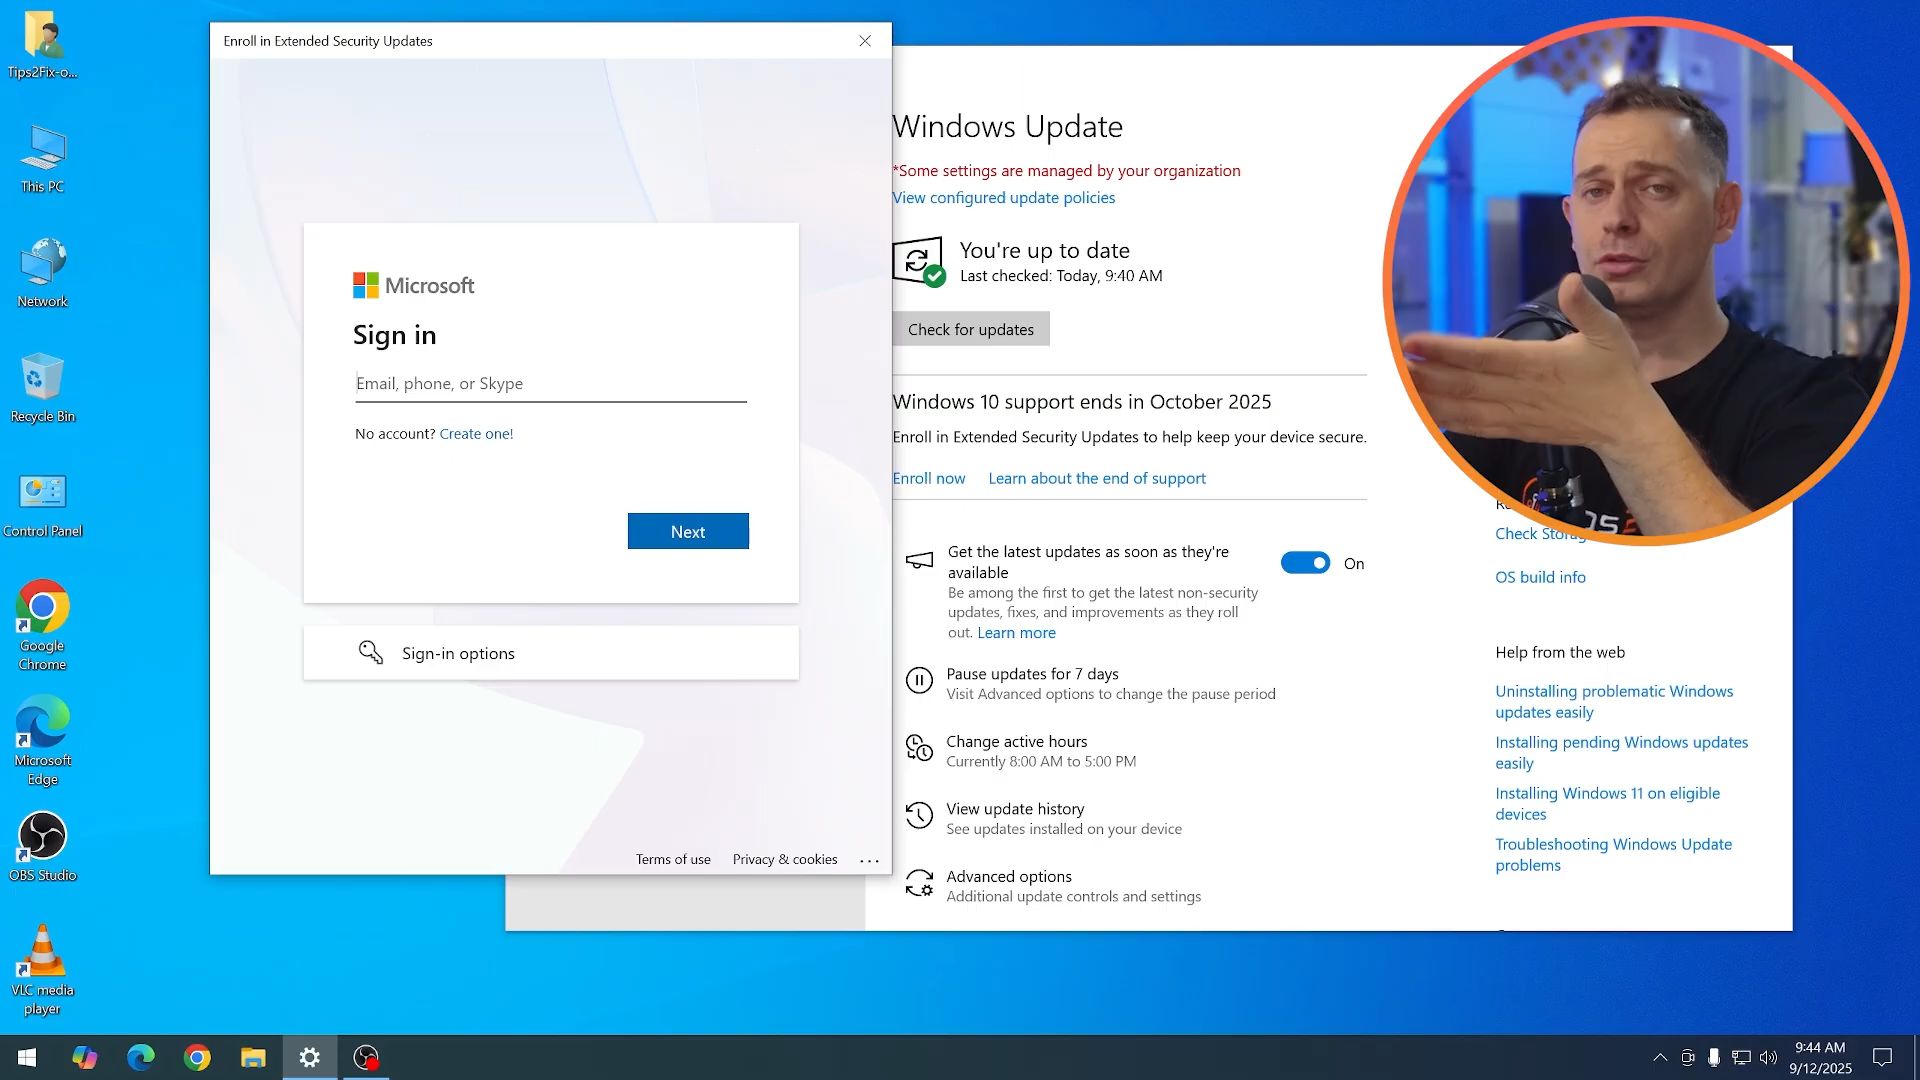 Tips2Fix-o...
This PC
Network
Recycle Bin
Control Panel
Google
Chrome
Microsoft
Edge
OBS Studio
VLC media
player
Enroll in Extended Security Updates
Microsoft
Sign in
Email, phone, or Skype
No account? Create one!
Next
Sign-in options
Terms of use
Privacy & cookies
...
Windows Update
*Some settings are managed by your organization
View configured update policies
You're up to date
Last checked: Today, 9:40 AM
Check for updates
Windows 10 support ends in October 2025
Enroll in Extended Security Updates to help keep your device secure.
Enroll now
Learn about the end of support
Get the latest updates as soon as they're
available
Be among the first to get the latest non-security
updates, fixes, and improvements as they roll
out. Learn more
On
Pause updates for 7 days
Visit Advanced options to change the pause period
Change active hours
Currently 8:00 AM to 5:00 PM
View update history
See updates installed on your device
Advanced options
Additional update controls and settings
Check Storag
OS build info
Help from the web
Uninstalling problematic Windows
updates easily
Installing pending Windows updates
easily
Installing Windows 11 on eligible
devices
Troubleshooting Windows Update
problems
9:44 AM
9/12/2025